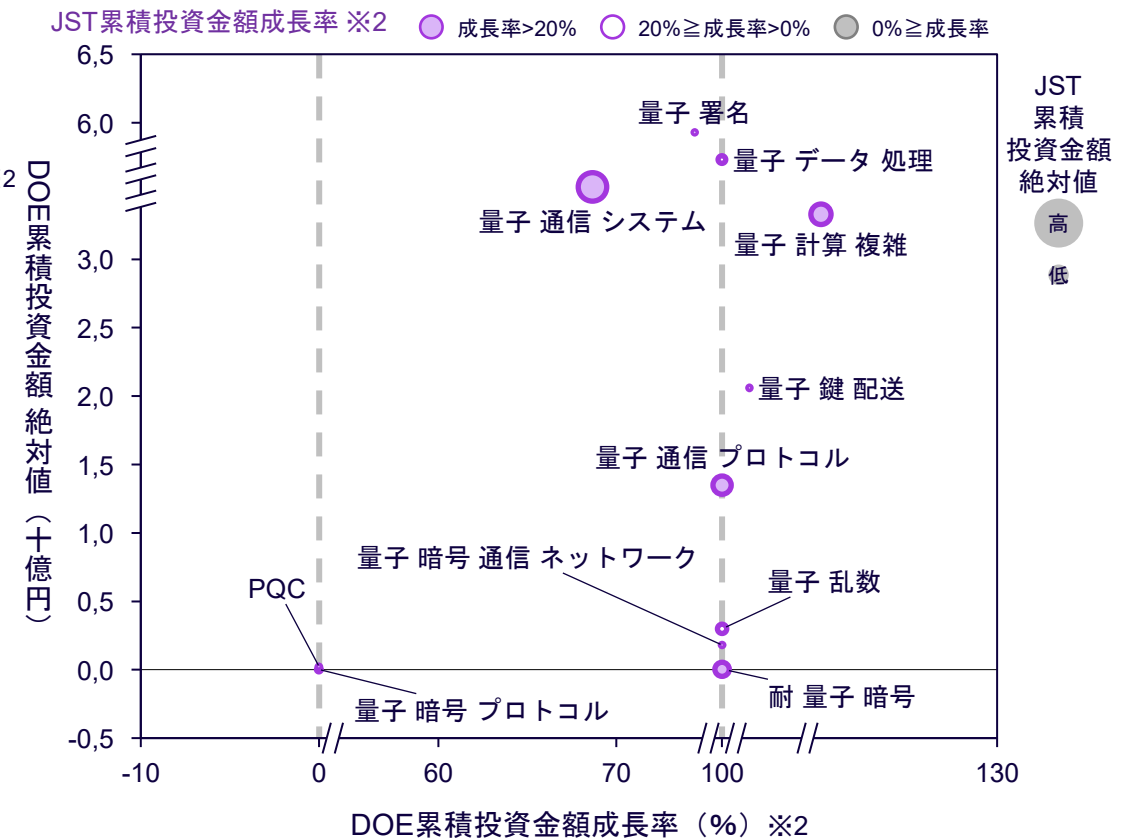 JST累積投資金額成長率 ※2
成長率>20%
20%≧成長率>0%
0%≧成長率
6,5
6,0
3,0
2,5
2,0
1,5
1,0
0,5
0,0
-0,5
DOE累積投資金額 絶対値（十億円）
2
量子 署名
量子 データ 処理
量子 通信 システム
量子 計算 複雑
量子 鍵 配送
量子 通信 プロトコル
量子 暗号 通信 ネットワーク
量子 乱数
PQC
量子 暗号 プロトコル
耐 量子 暗号
JST
累積
投資金額
絶対値
高
低
-10
0
60
70
100
130
DOE累積投資金額成長率（%）※2